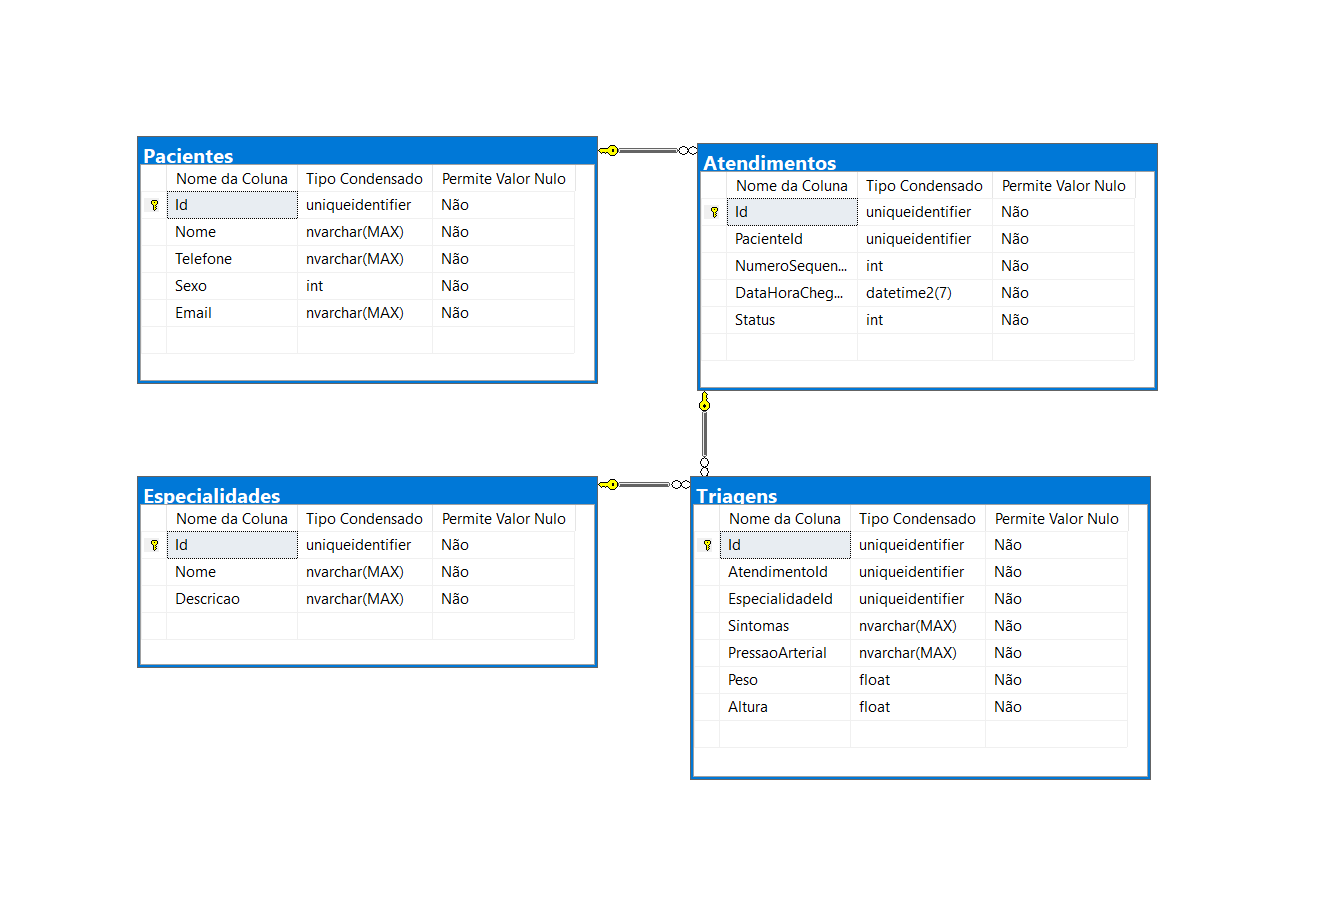 Pacientes
Nome da Coluna Tipo Condensado Permite Valor Nulo
Id uniqueidentifier Não
Nome nvarchar(MAX) Não
Telefone nvarchar(MAX) Não
Sexo int Não
Email nvarchar(MAX) Não
Atendimentos
Nome da Coluna Tipo Condensado Permite Valor Nulo
Id uniqueidentifier Não
PacienteId uniqueidentifier Não
NumeroSequen... int Não
DataHoraCheg... datetime2(7) Não
Status int Não
Especialidades
Nome da Coluna Tipo Condensado Permite Valor Nulo
Id uniqueidentifier Não
Nome nvarchar(MAX) Não
Descricao nvarchar(MAX) Não
Triagens
Nome da Coluna Tipo Condensado Permite Valor Nulo
Id uniqueidentifier Não
AtendimentoId uniqueidentifier Não
EspecialidadeId uniqueidentifier Não
Sintomas nvarchar(MAX) Não
PressaoArterial nvarchar(MAX) Não
Peso float Não
Altura float Não